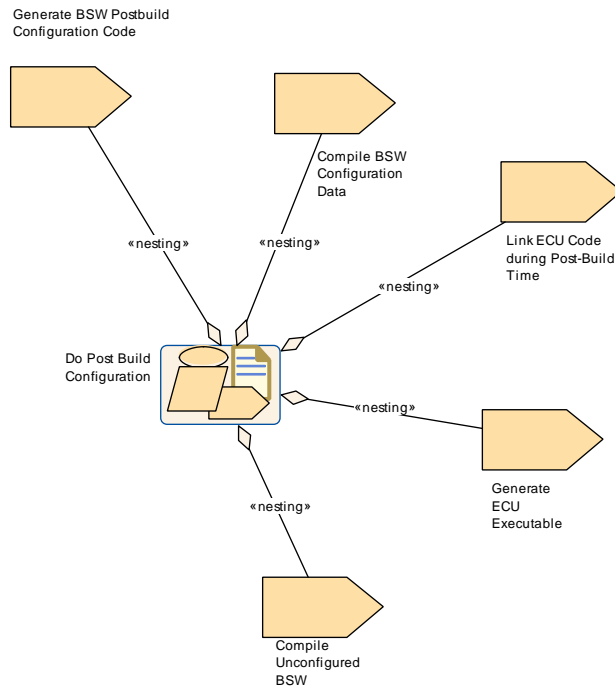 Generate BSW Postbuild
Configuration Code
Compile BSW
Configuration
Data
Link ECU Code
during Post-Build
Time
«nesting»
«nesting»
«nesting»
Do Post Build
Configuration
«nesting»
Generate
ECU
Executable
«nesting»
Compile
Unconfigured
BSW